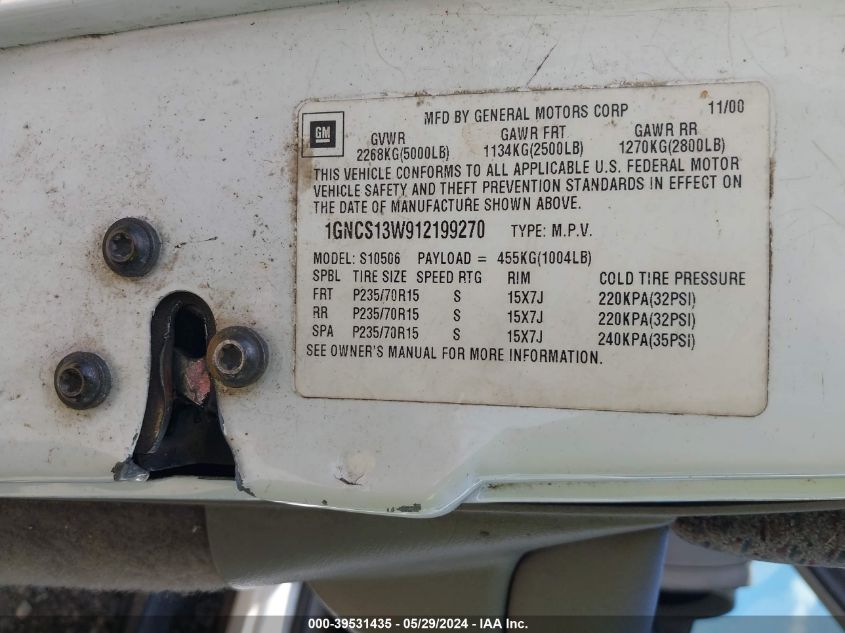 MFD BY GENERAL MOTORS CORP 11/00
GM
GVWR GAWR FRT GAWR RR
2268KG(5000LB) 1134KG(2500LB) 1270KG(2800LB)
THIS VEHICLE CONFORMS TO ALL APPLICABLE U.S. FEDERAL MOTOR
VEHICLE SAFETY AND THEFT PREVENTION STANDARDS IN EFFECT ON
THE DATE OF MANUFACTURE SHOWN ABOVE.
1GNCS13W912199270 TYPE: M.P.V.
MODEL: S10506 PAYLOAD = 455KG(1004LB)
SPBL TIRE SIZE SPEED RTG RIM COLD TIRE PRESSURE
FRT P235/70R15 S 15X7J 220KPA(32PSI)
RR P235/70R15 S 15X7J 220KPA(32PSI)
SPA P235/70R15 S 15X7J 240KPA(35PSI)
SEE OWNER'S MANUAL FOR MORE INFORMATION.
000-39531435 - 05/29/2024 - IAA Inc.